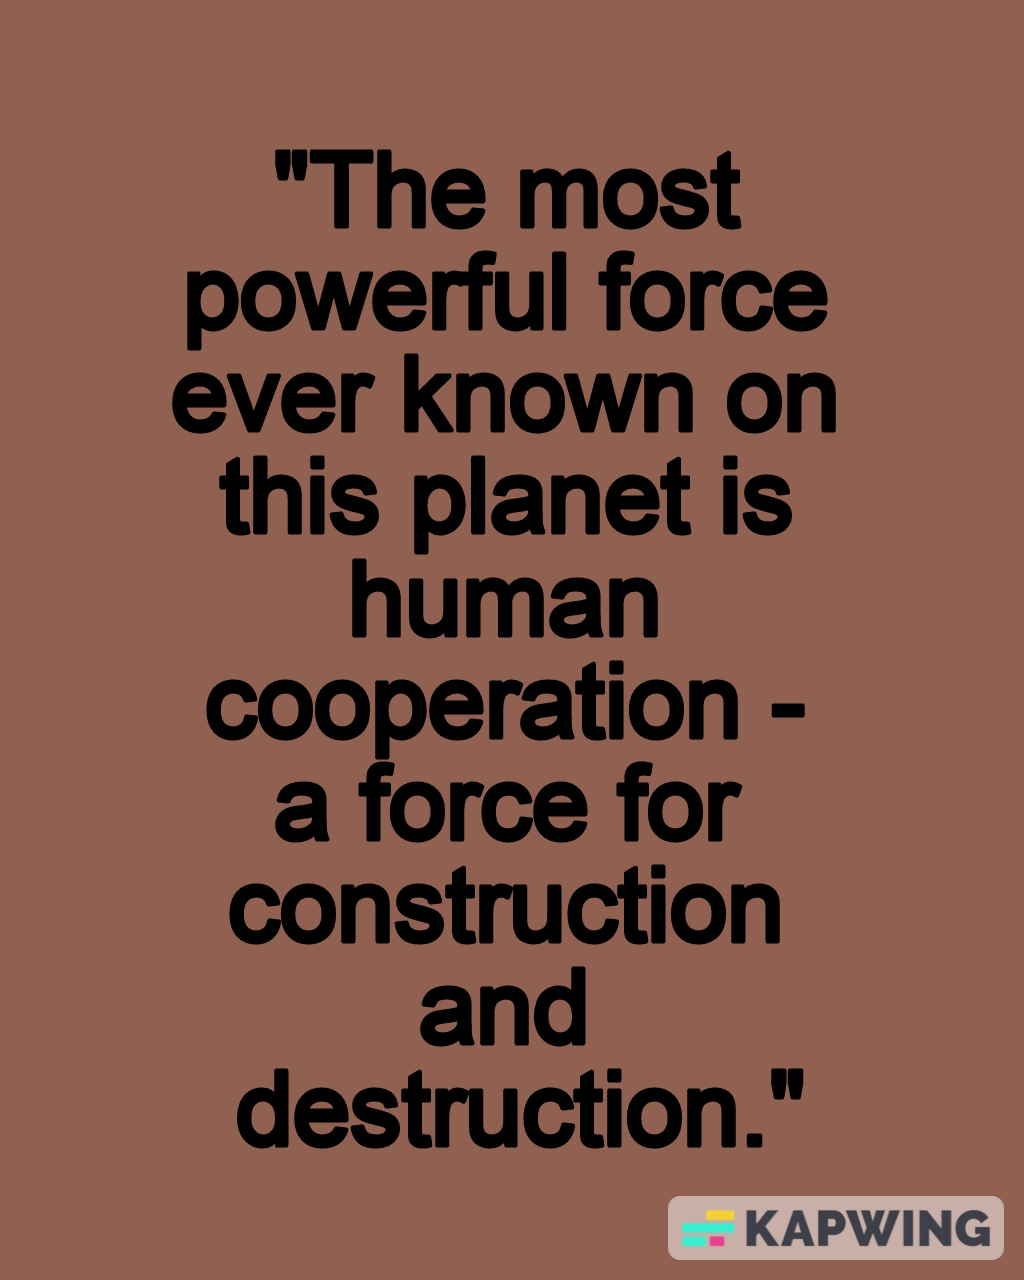 "The most
powerful force
ever known on
this planet is
human
cooperation -
a force for
construction
and
destruction."
KAPWING